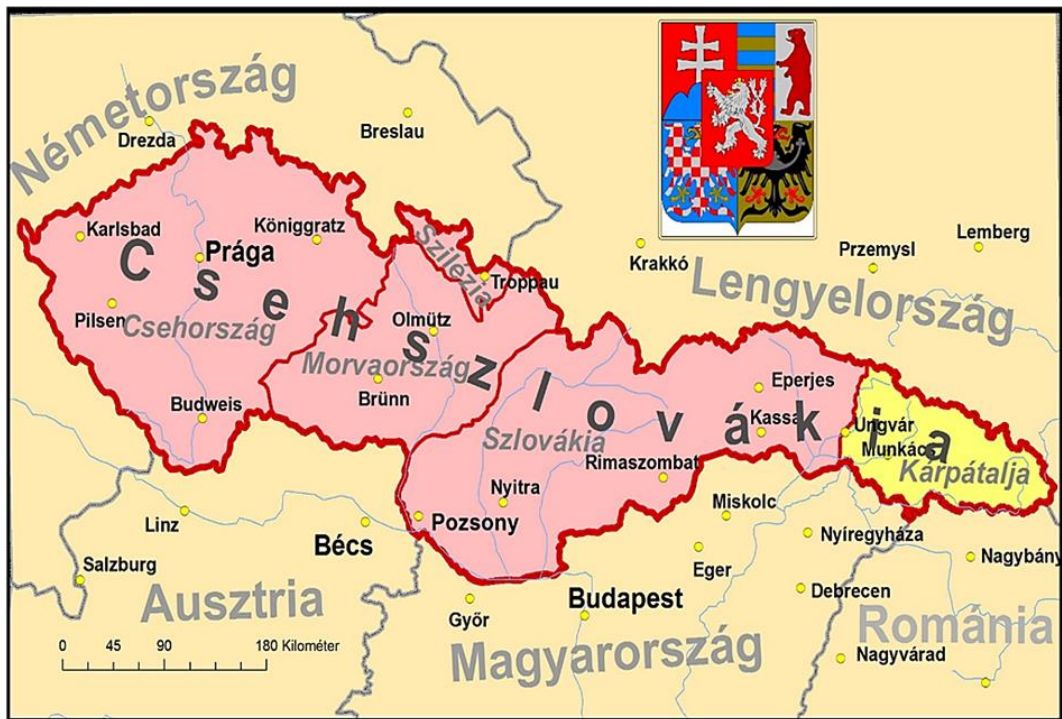 Németország
Drezda
Breslau
Karlsbad
Königgratz
Prága
Szilézia
Troppau
Krakkó
Przemysl
Lemberg
Lengyelország
Csehszlovákia
Pilsen
Csehország
Olmütz
Morvaország
Brünn
Budweis
Szlovákia
Eperjes
Kassa
Rimaszombat
Ungvár
Munkács
Kárpátalja
Nyitra
Pozsony
Linz
Bécs
Salzburg
Ausztria
Miskolc
Nyíregyháza
Nagybány
Eger
Debrecen
Győr
Budapest
Magyarország
Románia
Nagyvárad
0 45 90 180 Kilométer